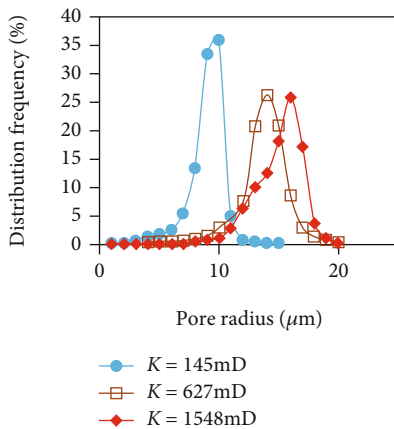 Distribution frequency (%)
40
35
30
25
20
15
10
5
0
0 10 20
Pore radius (μm)
K = 145mD
K = 627mD
K = 1548mD